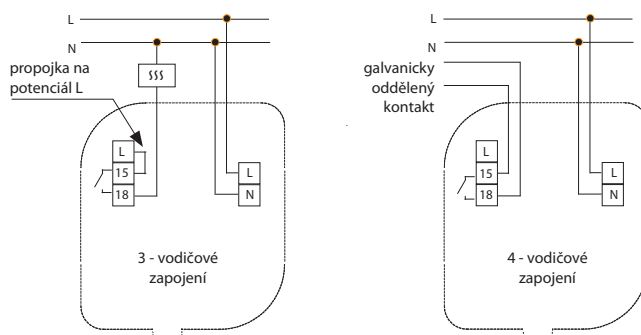 L
N
propojka na
potenciál L
L
15
18
L
N
3 - vodičové
zapojení
L
N
galvanicky
oddělený
kontakt
L
15
18
L
N
4 - vodičové
zapojení